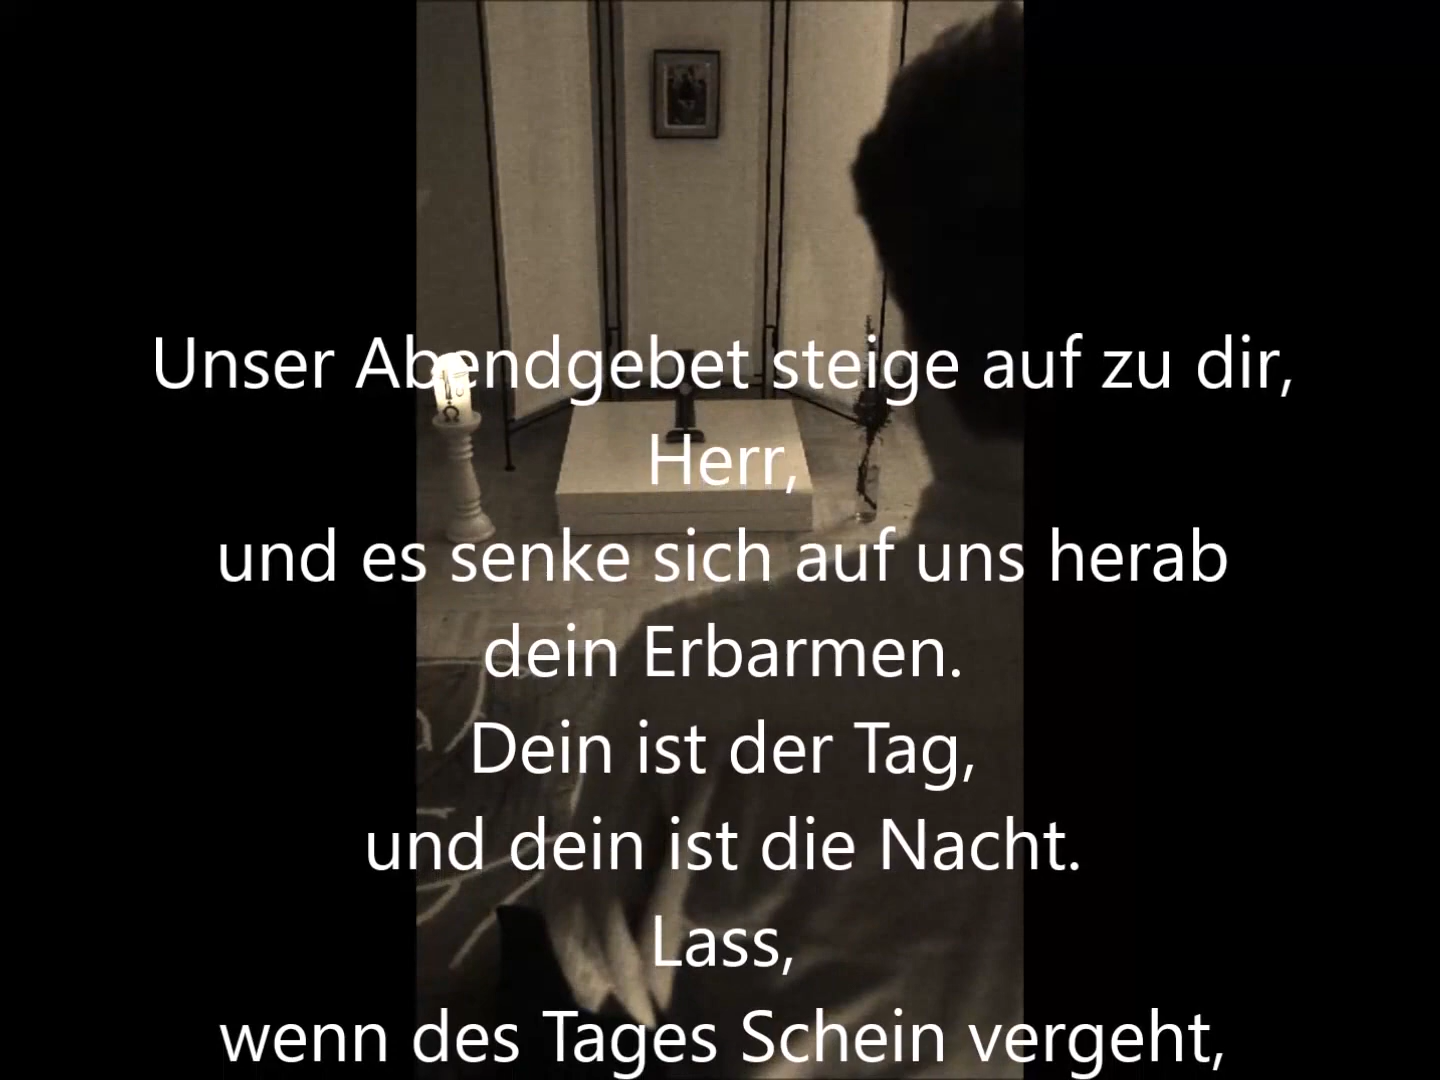 Unser Abendgebet steige auf zu dir,
Herr,
und es senke sich auf uns herab
dein Erbarmen.
Dein ist der Tag,
und dein ist die Nacht.
Lass,
wenn des Tages Schein vergeht,